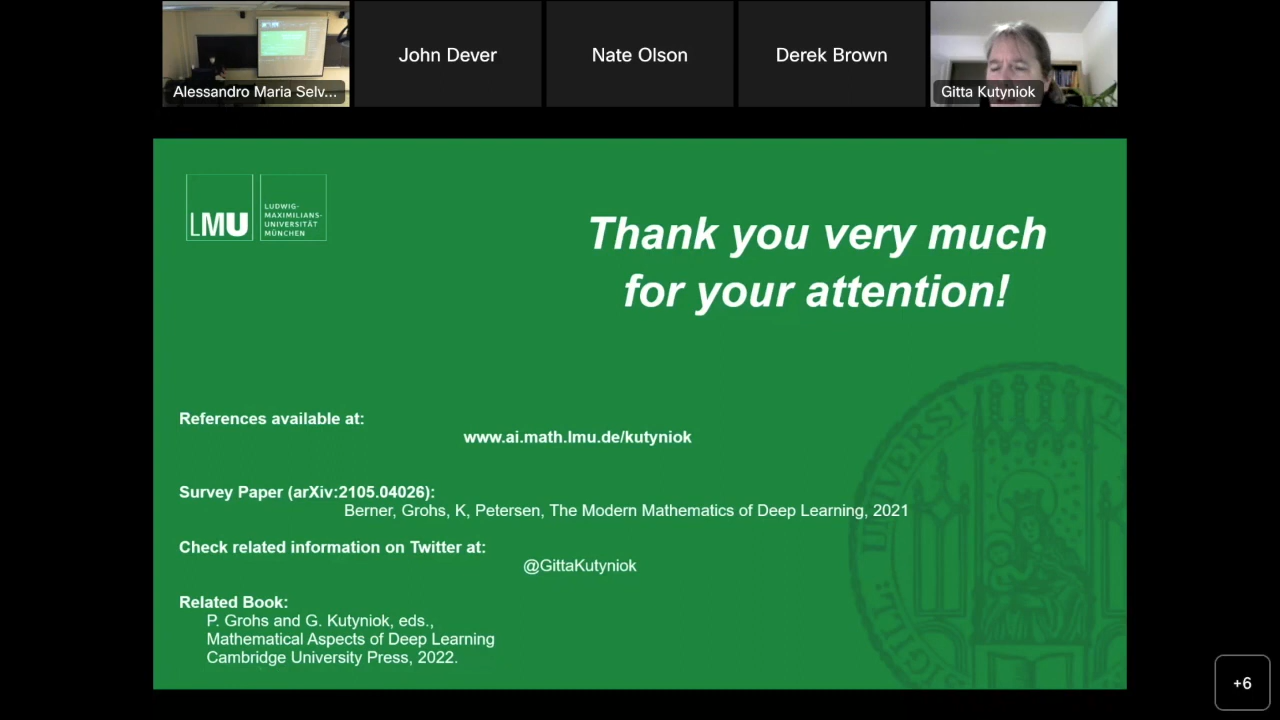 Alessandro Maria Selv...
John Dever
Nate Olson
Derek Brown
Gitta Kutyniok
LMU
LUDWIG-
MAXIMILIANS-
UNIVERSITÄT
MÜNCHEN
Thank you very much
for your attention!
References available at:
www.ai.math.lmu.de/kutyniok
Survey Paper (arXiv:2105.04026):
Berner, Grohs, K, Petersen, The Modern Mathematics of Deep Learning, 2021
Check related information on Twitter at:
@GittaKutyniok
Related Book:
P. Grohs and G. Kutyniok, eds.,
Mathematical Aspects of Deep Learning
Cambridge University Press, 2022.
+6